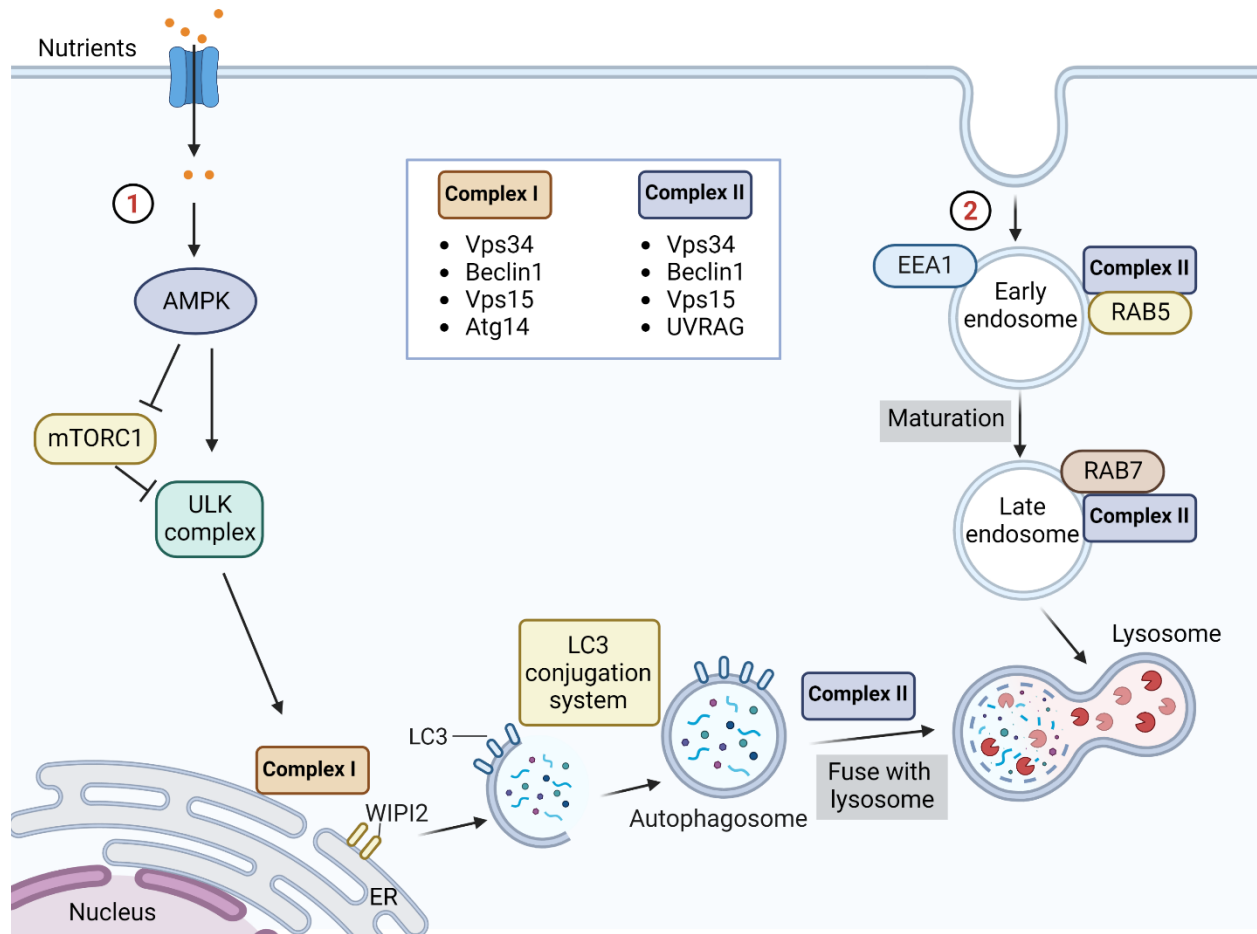 Nutrients
1
AMPK
mTORC1
ULK
complex
Complex I
• Vps34
• Beclin1
• Vps15
• Atg14
Complex II
• Vps34
• Beclin1
• Vps15
• UVRAG
2
EEA1
Early
endosome
Complex II
RAB5
Maturation
RAB7
Late
endosome
Complex II
Lysosome
LC3
conjugation
system
Complex II
LC3
Complex I
WIPI2
Autophagosome
Fuse with
lysosome
ER
Nucleus